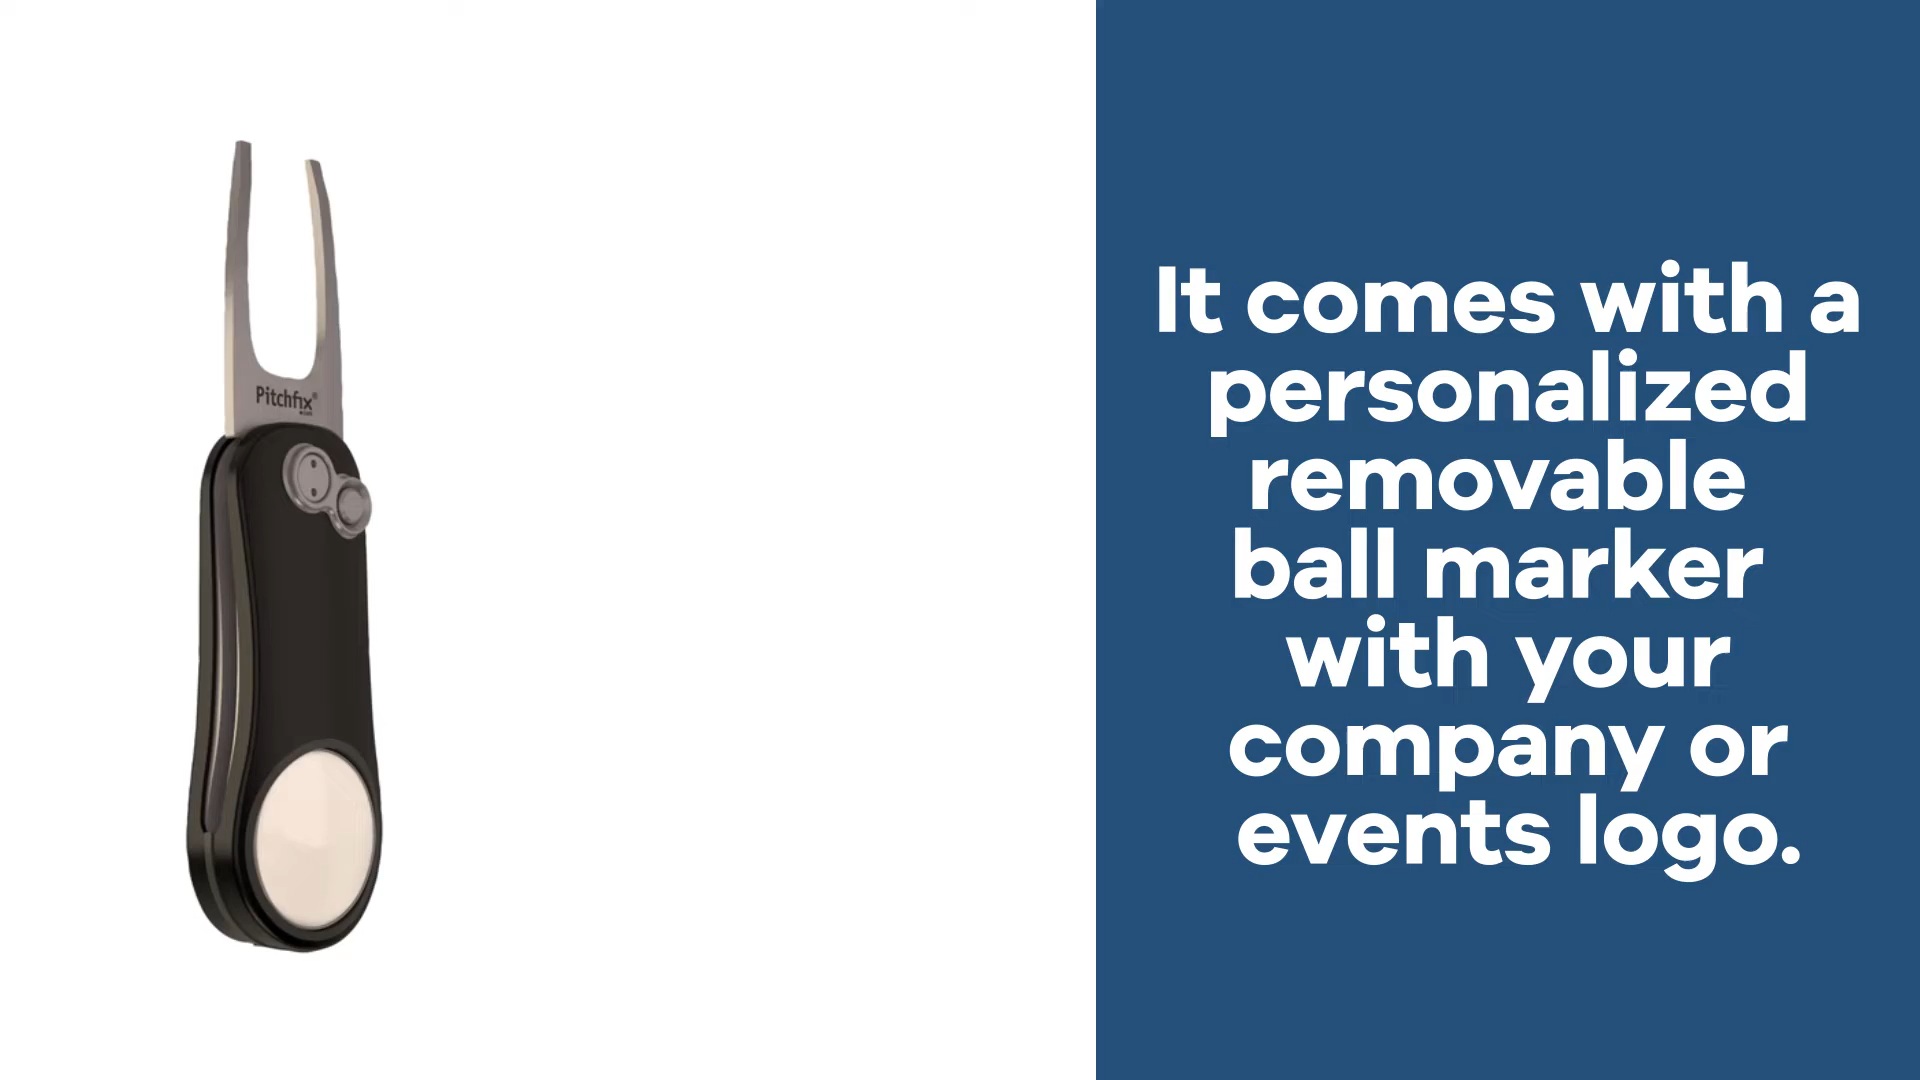 Pitchfix®
It comes with a
personalized
removable
ball marker
with your
company or
events logo.